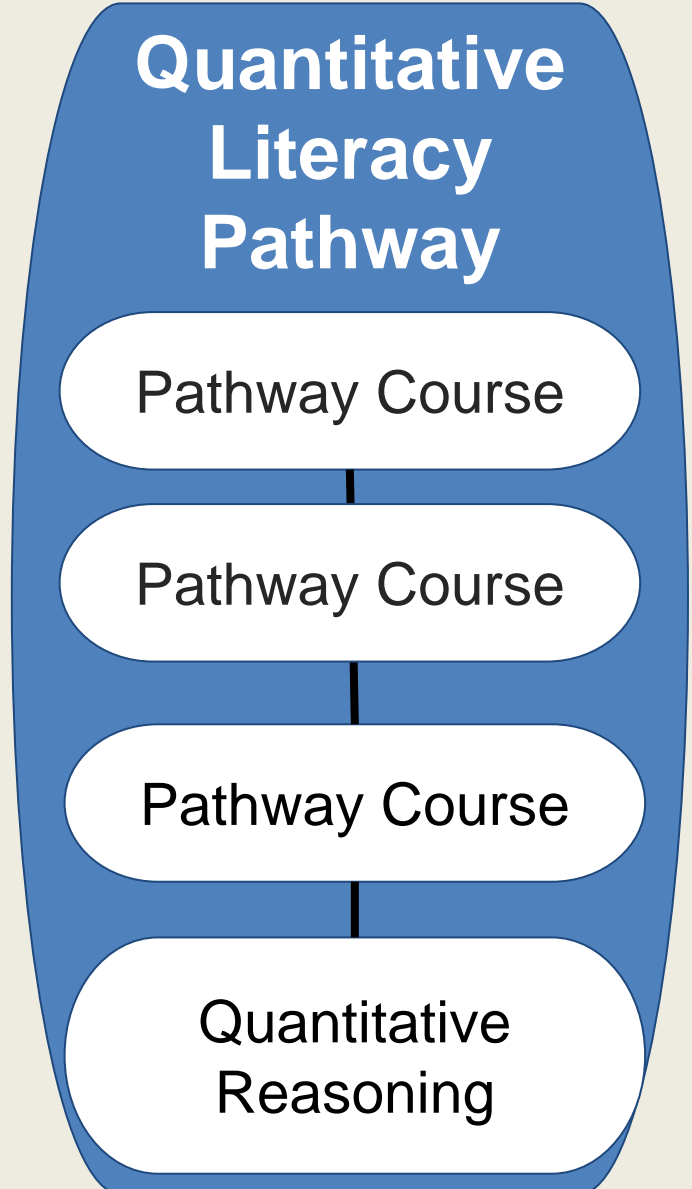 Quantitative
Literacy
Pathway
Pathway Course
Pathway Course
Pathway Course
Quantitative
Reasoning